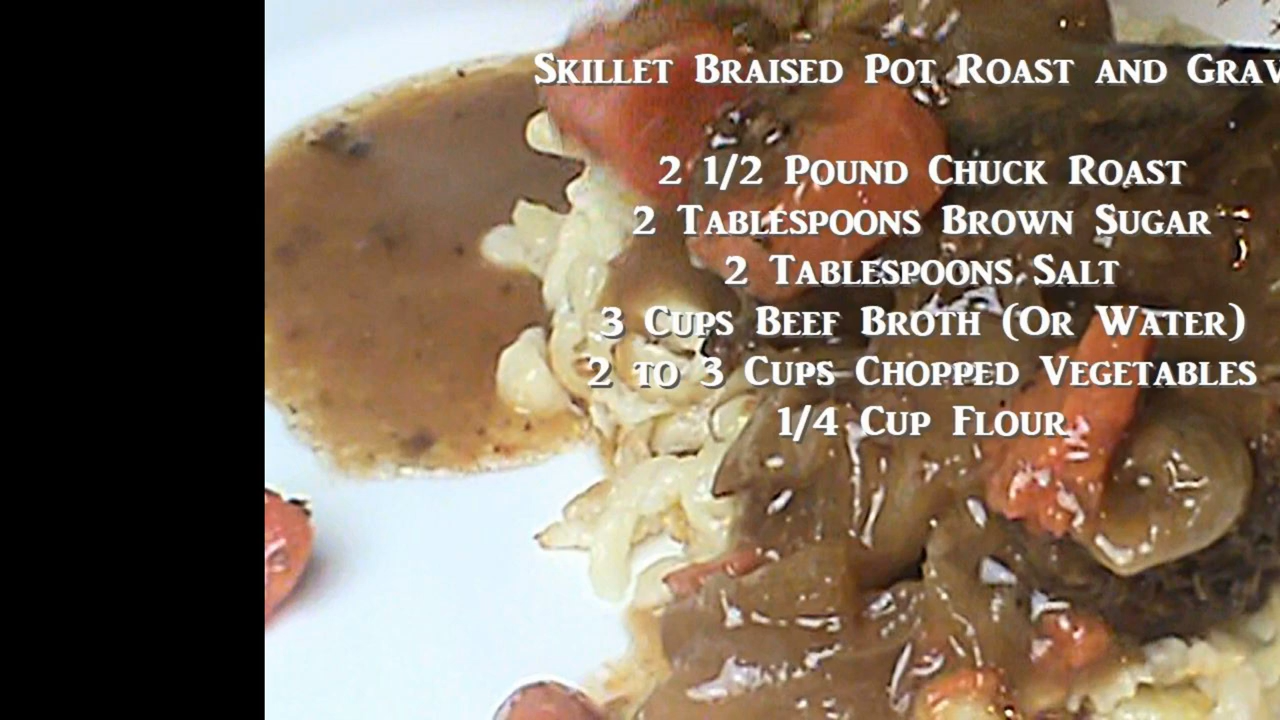 Skillet Braised Pot Roast and Grav
2 1/2 Pound Chuck Roast
2 Tablespoons Brown Sugar
2 Tablespoons Salt
3 Cups Beef Broth (Or Water)
2 to 3 Cups Chopped Vegetables
1/4 Cup Flour